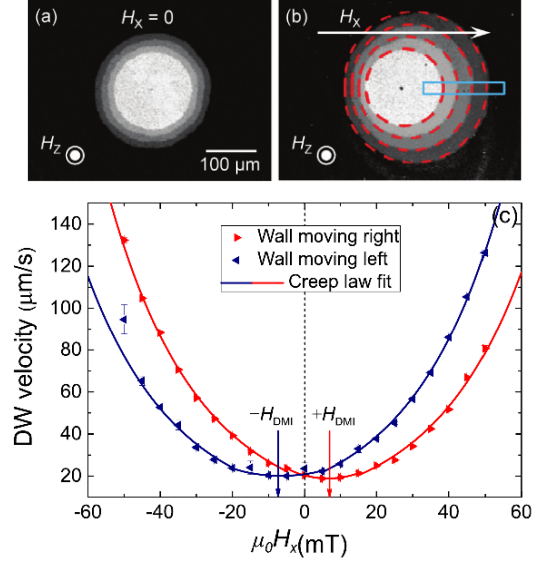 (a) H_X = 0
H_Z
100 μm
(b) H_X
H_Z
(c)
Wall moving right
Wall moving left
Creep law fit
−H_DMI +H_DMI
DW velocity (μm/s)
140
120
100
80
60
40
20
-60 -40 -20 0 20 40 60
μ₀H_x(mT)